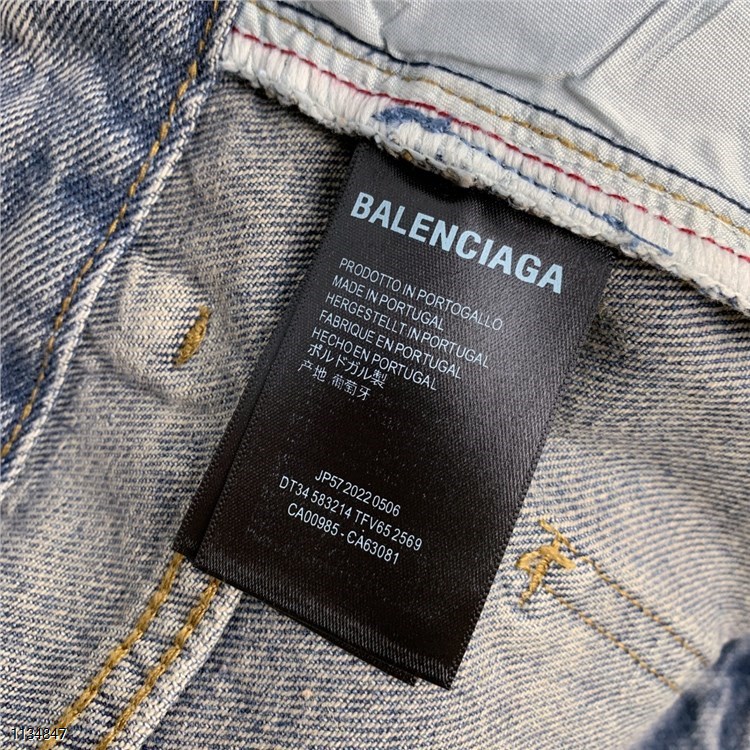 BALENCIAGA
PRODOTTO IN PORTOGALLO
MADE IN PORTUGAL
HERGESTELLT IN PORTUGAL
FABRIQUE EN PORTUGAL
HECHO EN PORTUGAL
ポルトガル製
产地 葡萄牙
JP57 2022 0506
DT34 583214 TFV65 2569
CA00985 - CA63081
1134847